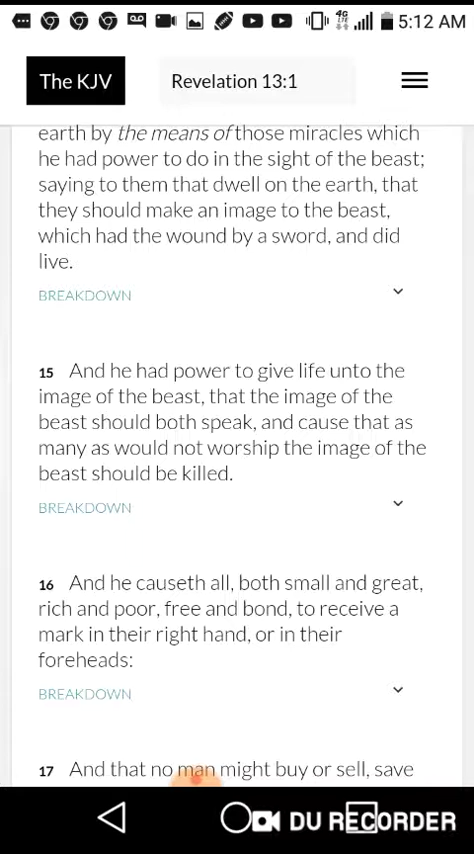 5:12 AM
4G
LTE
The KJV
Revelation 13:1
earth by the means of those miracles which
he had power to do in the sight of the beast;
saying to them that dwell on the earth, that
they should make an image to the beast,
which had the wound by a sword, and did
live.
BREAKDOWN
15 And he had power to give life unto the
image of the beast, that the image of the
beast should both speak, and cause that as
many as would not worship the image of the
beast should be killed.
BREAKDOWN
16 And he causeth all, both small and great,
rich and poor, free and bond, to receive a
mark in their right hand, or in their
foreheads:
BREAKDOWN
17 And that no man might buy or sell, save
DU RECORDER